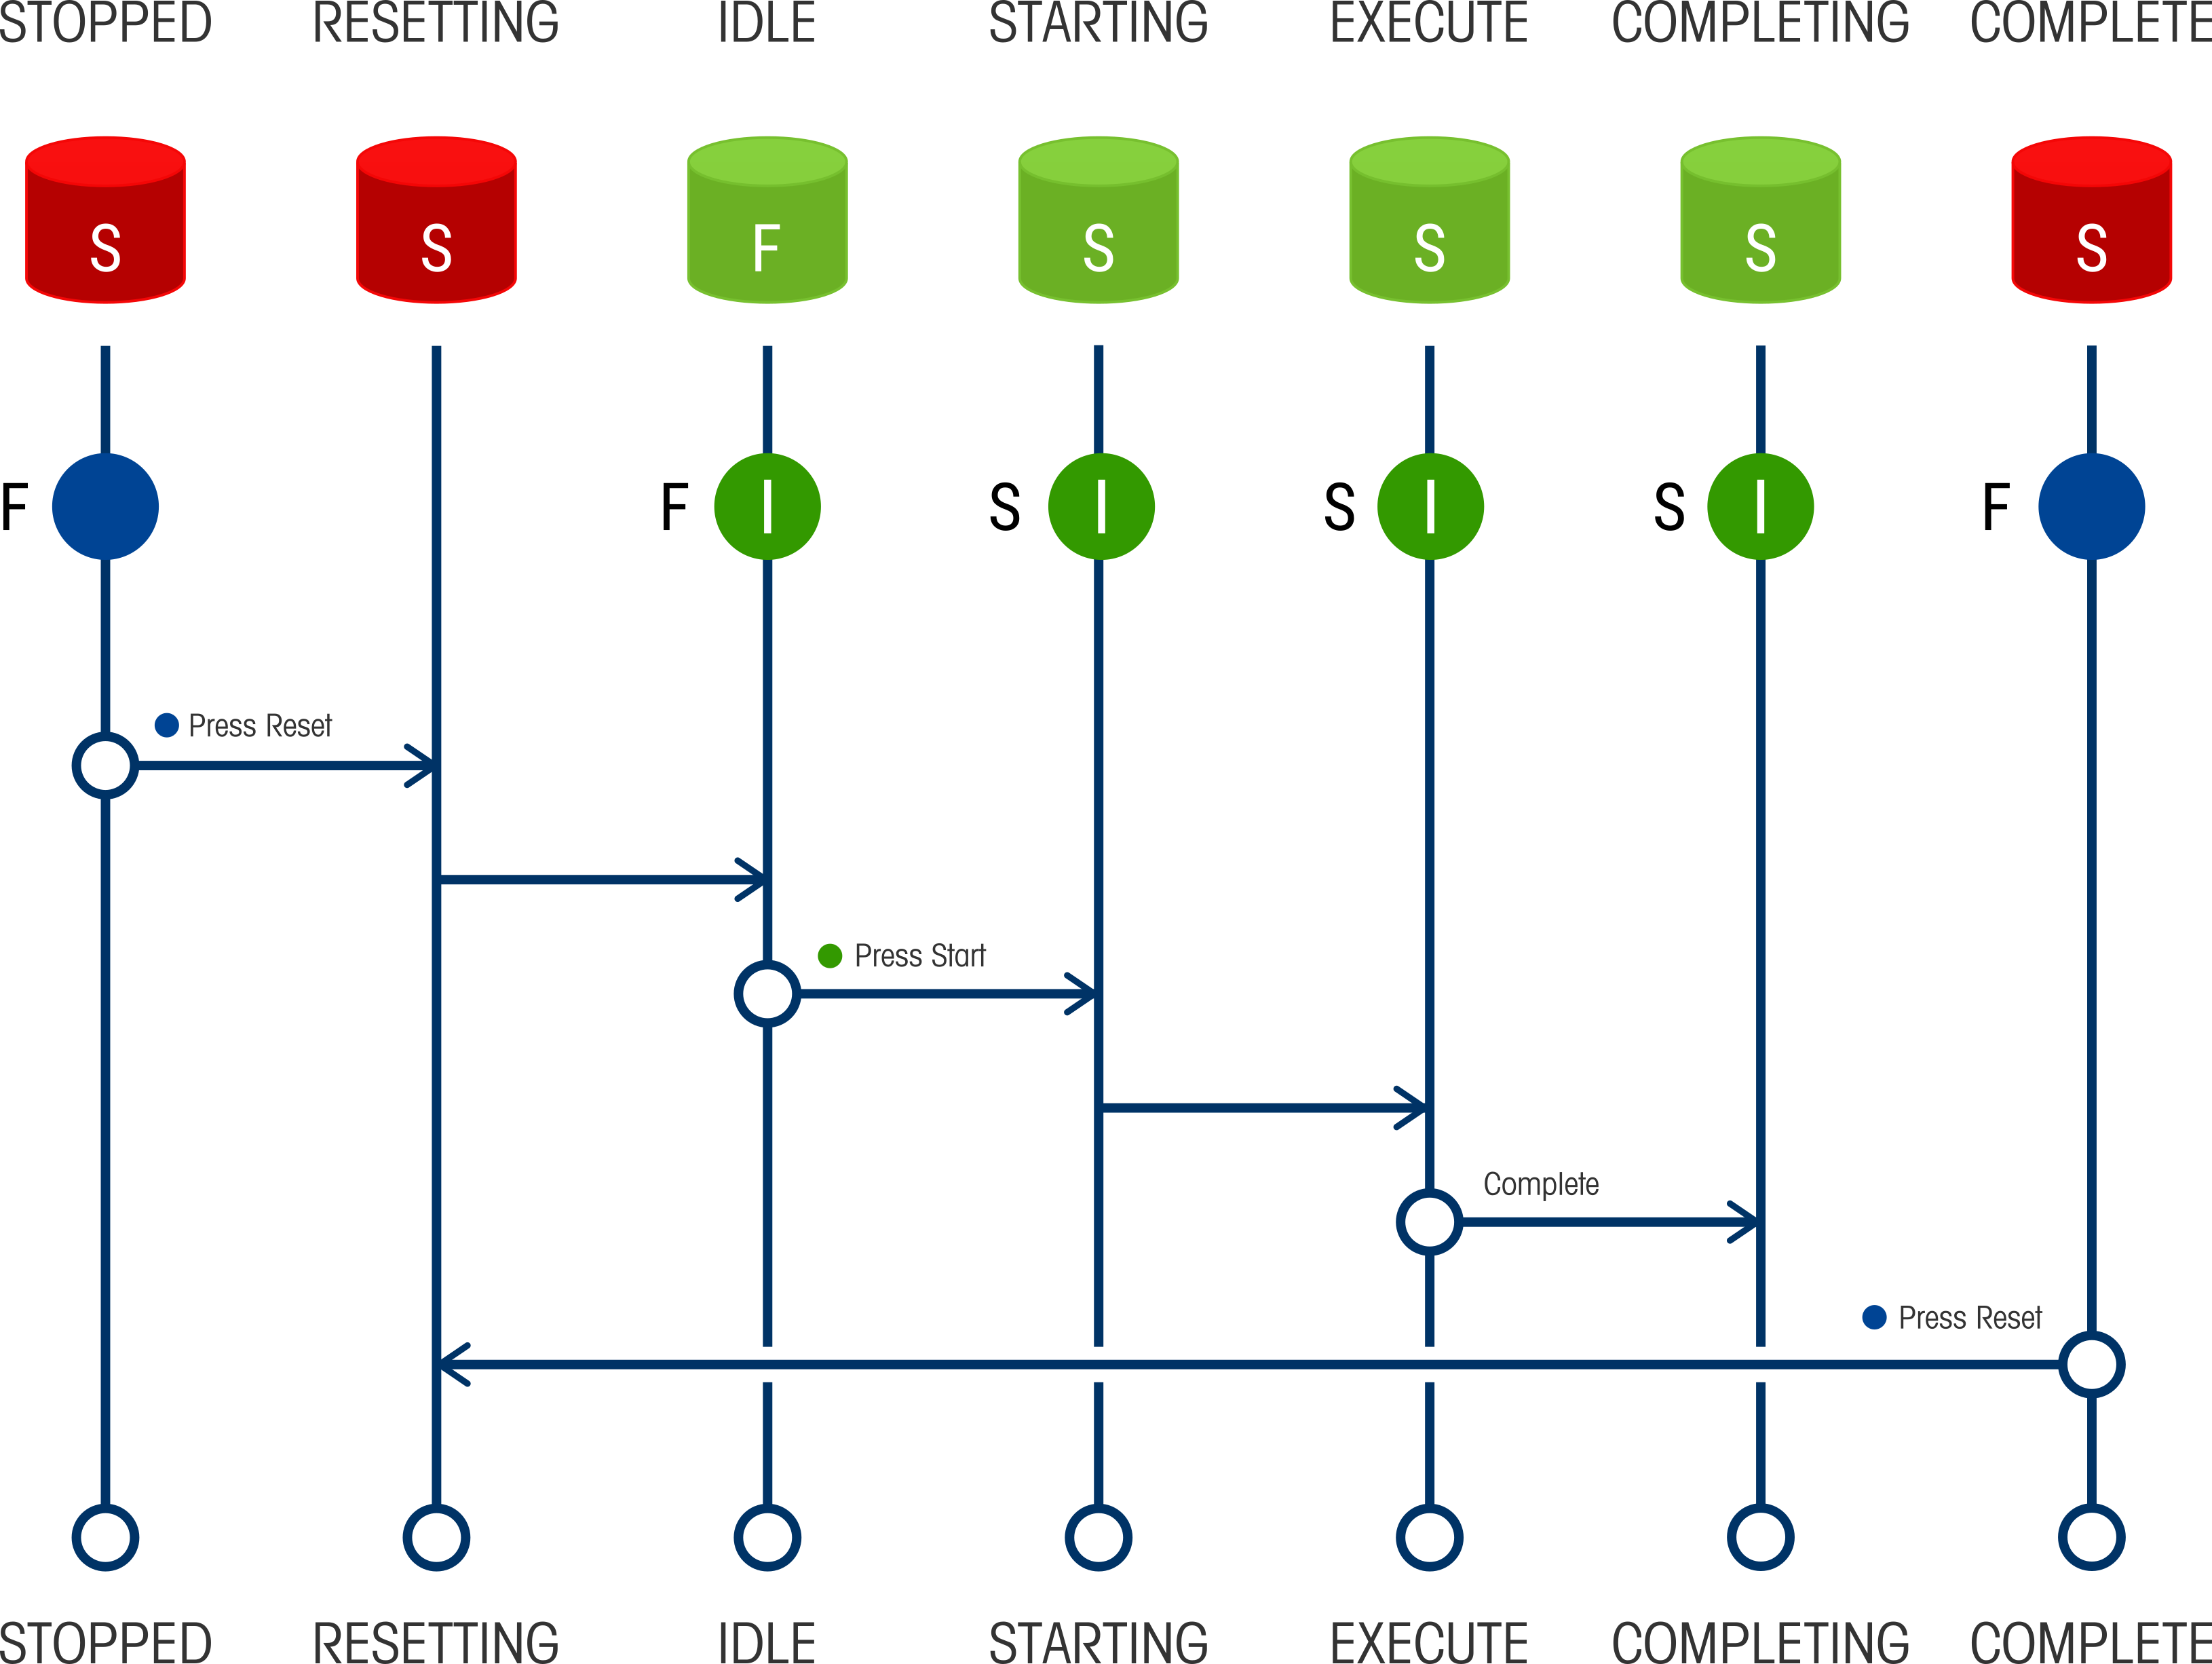 STOPPED RESETTING IDLE STARTING EXECUTE COMPLETING COMPLETE
S S F S S S S
F F I S I S I S I F
Press Reset
Press Start
Complete
Press Reset
STOPPED RESETTING IDLE STARTING EXECUTE COMPLETING COMPLETE